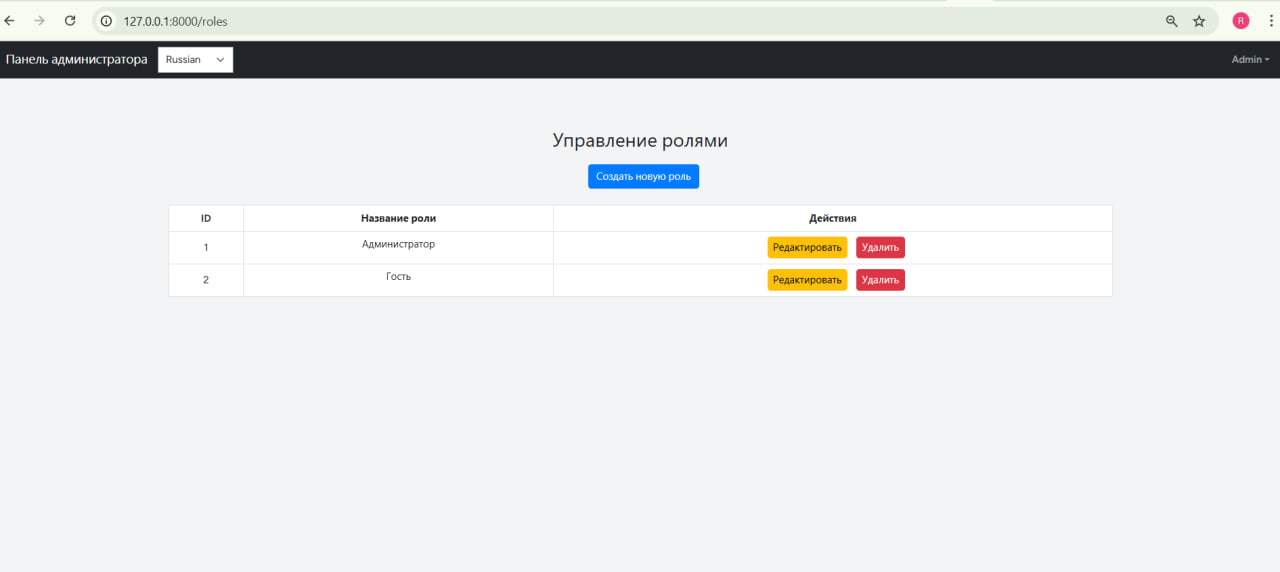 127.0.0.1:8000/roles
R
Панель администратора Russian Admin
Управление ролями
Создать новую роль
ID Название роли Действия
1 Администратор Редактировать Удалить
2 Гость Редактировать Удалить